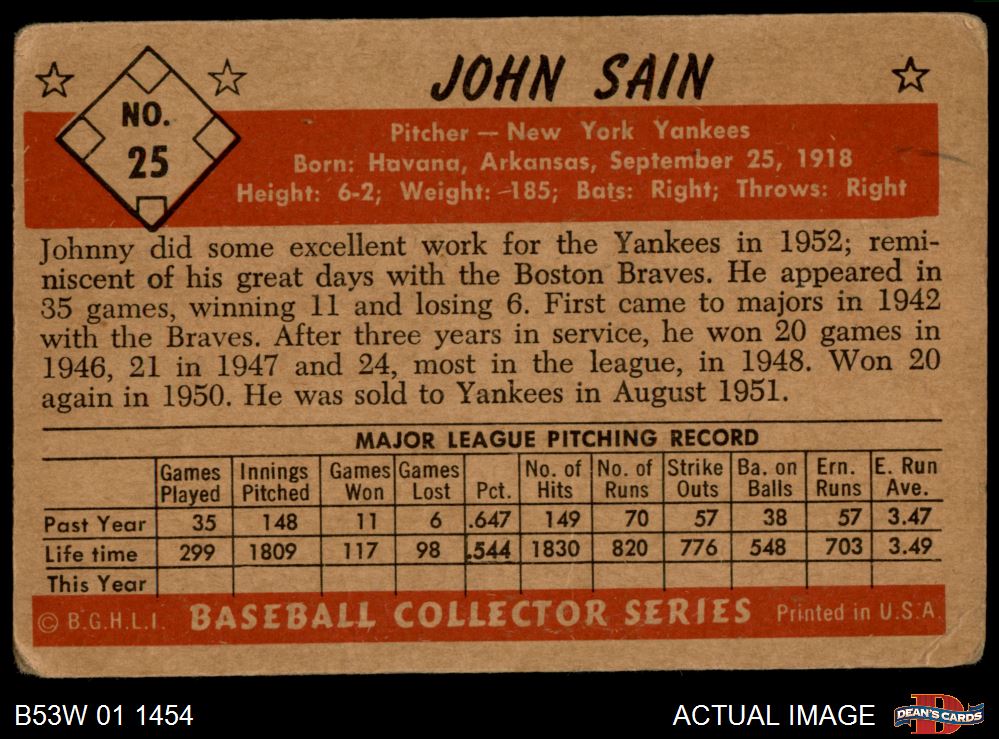 NO.
25
JOHN SAIN
Pitcher — New York Yankees
Born: Havana, Arkansas, September 25, 1918
Height: 6-2; Weight: 185; Bats: Right; Throws: Right
Johnny did some excellent work for the Yankees in 1952; remi-
niscent of his great days with the Boston Braves. He appeared in
35 games, winning 11 and losing 6. First came to majors in 1942
with the Braves. After three years in service, he won 20 games in
1946, 21 in 1947 and 24, most in the league, in 1948. Won 20
again in 1950. He was sold to Yankees in August 1951.
MAJOR LEAGUE PITCHING RECORD
Games Innings Games Games No. of No. of Strike Ba. on Ern. E. Run
Played Pitched Won Lost Pct. Hits Runs Outs Balls Runs Ave.
Past Year 35 148 11 6 .647 149 70 57 38 57 3.47
Life time 299 1809 117 98 .544 1830 820 776 548 703 3.49
This Year
© B.G.H.L.I. BASEBALL COLLECTOR SERIES Printed in U.S.A.
B53W 01 1454 ACTUAL IMAGE DEAN'S CARDS